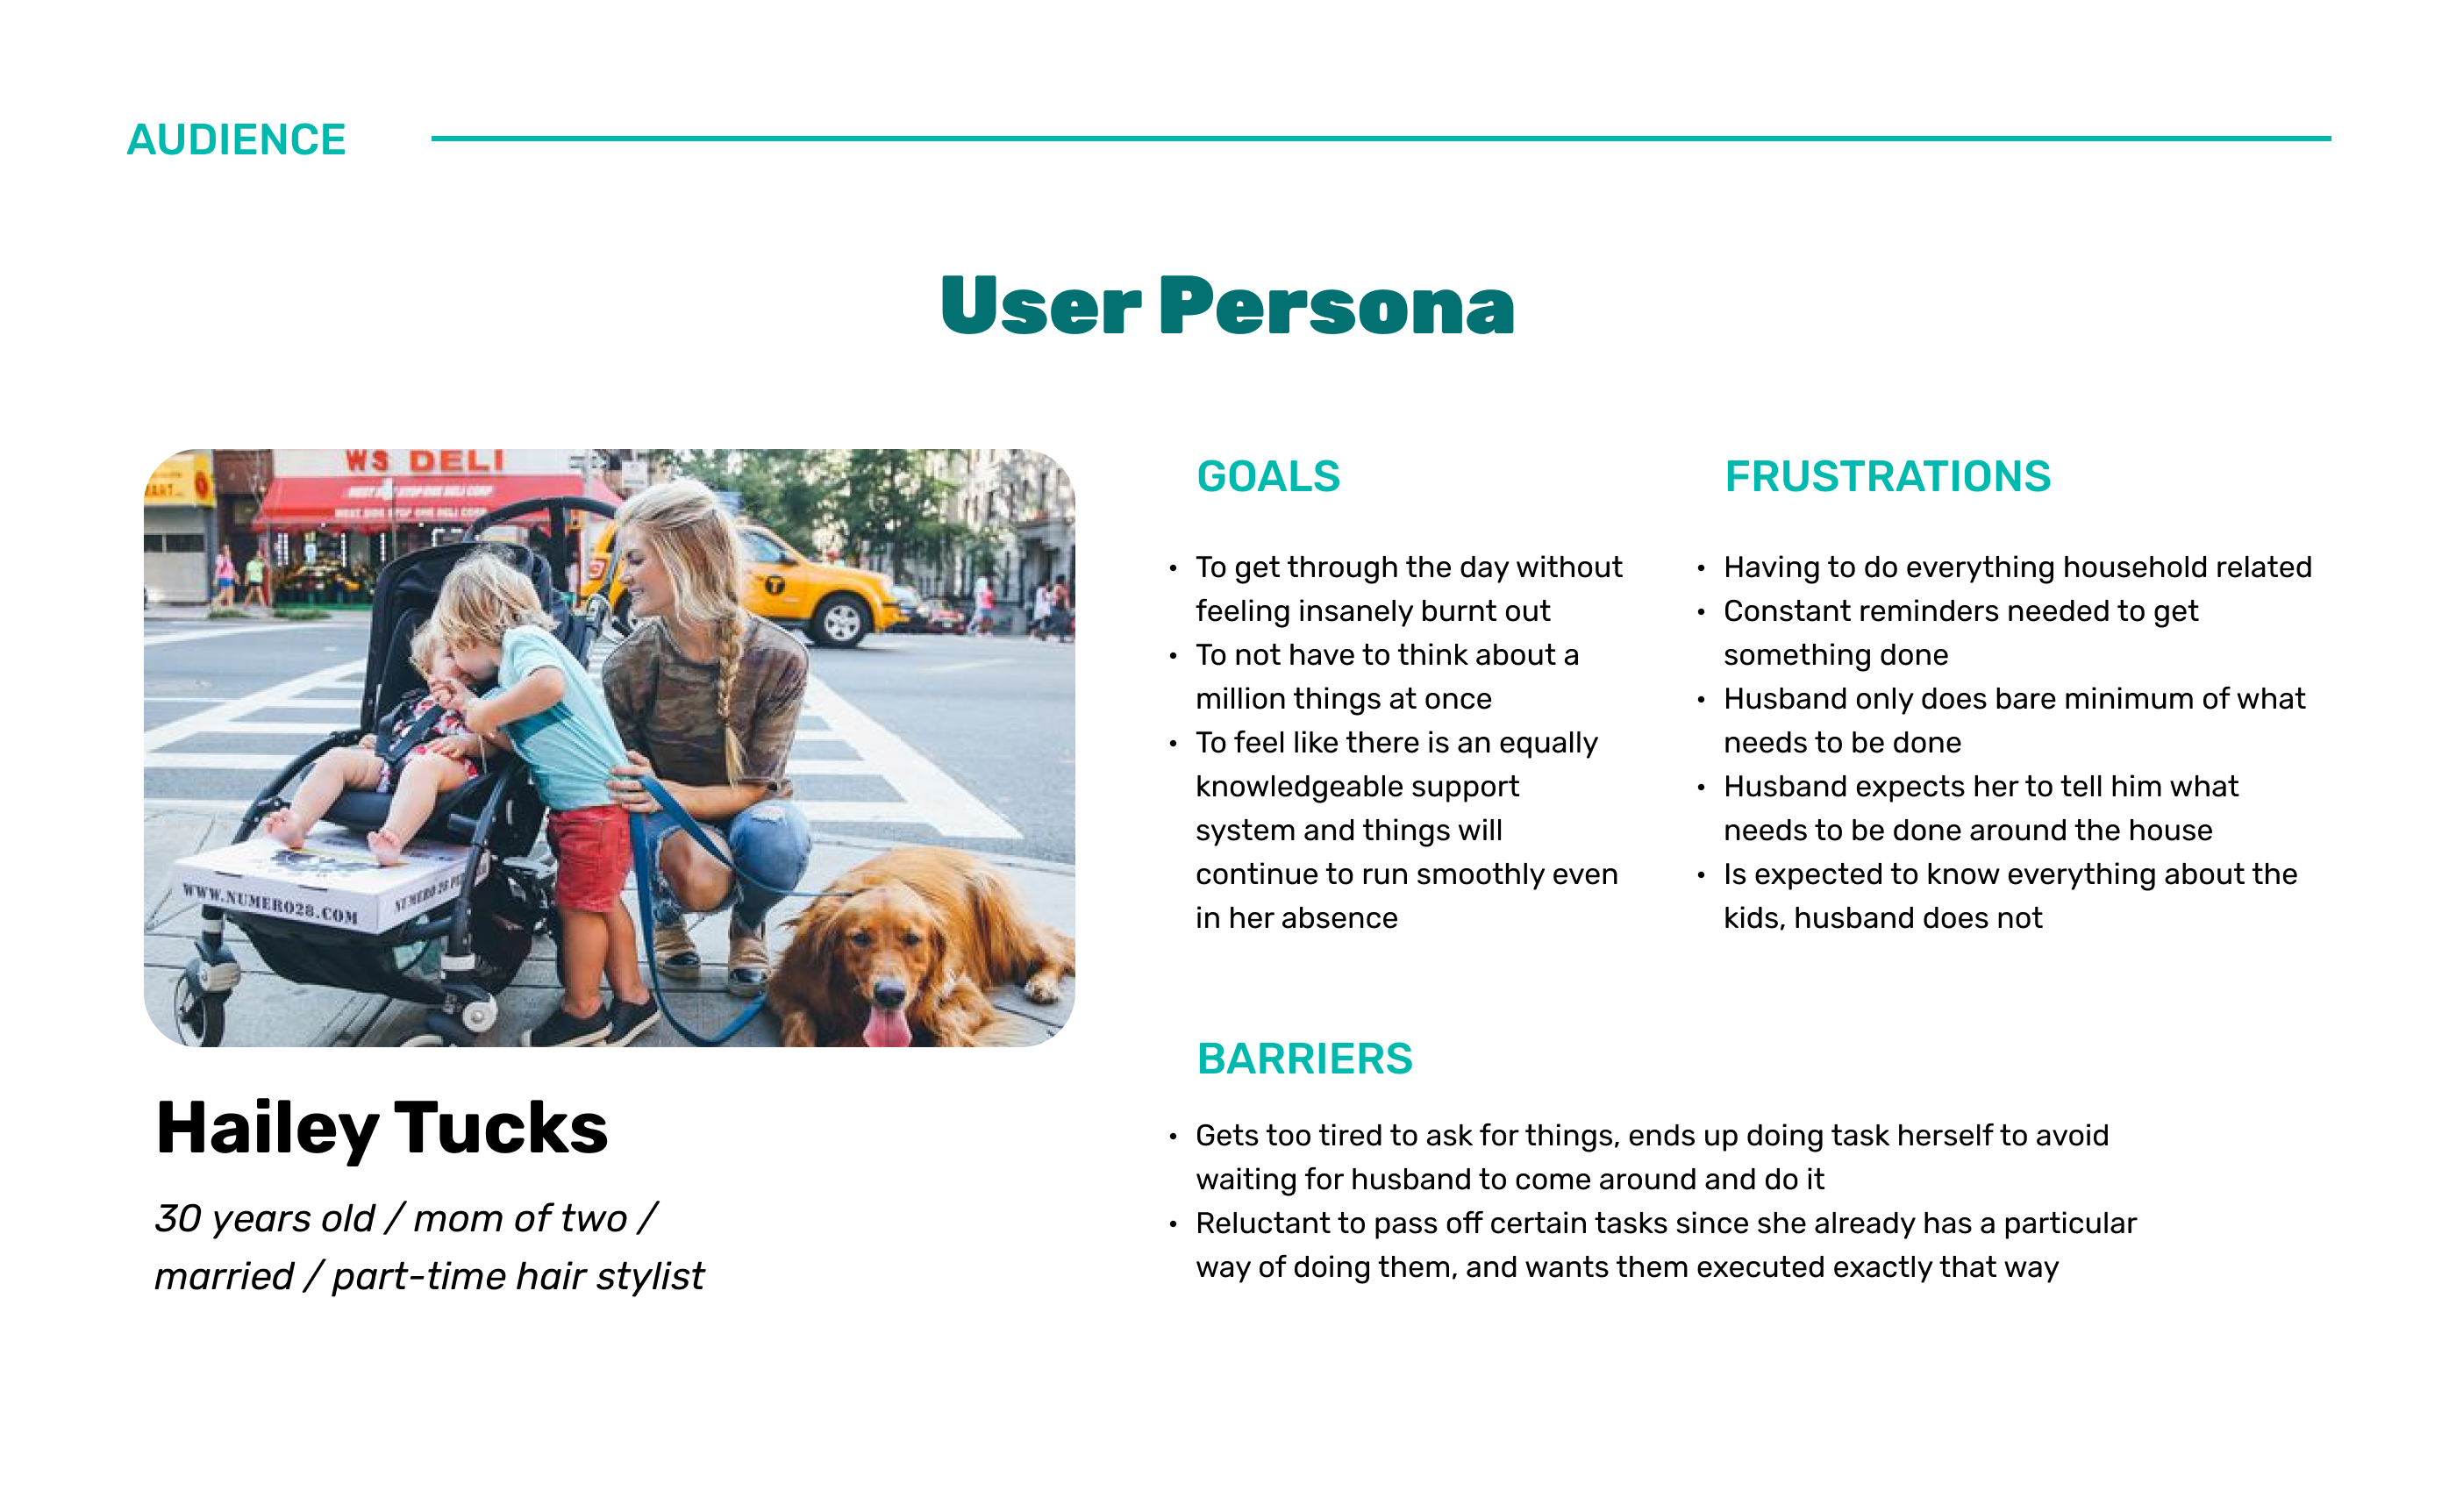 AUDIENCE
User Persona
WS DELI
WWW.NUMERO28.COM
NUMERO 28
Hailey Tucks
30 years old / mom of two /
married / part-time hair stylist
GOALS
• To get through the day without
feeling insanely burnt out
• To not have to think about a
million things at once
• To feel like there is an equally
knowledgeable support
system and things will
continue to run smoothly even
in her absence
FRUSTRATIONS
• Having to do everything household related
• Constant reminders needed to get
something done
• Husband only does bare minimum of what
needs to be done
• Husband expects her to tell him what
needs to be done around the house
• Is expected to know everything about the
kids, husband does not
BARRIERS
• Gets too tired to ask for things, ends up doing task herself to avoid
waiting for husband to come around and do it
• Reluctant to pass off certain tasks since she already has a particular
way of doing them, and wants them executed exactly that way